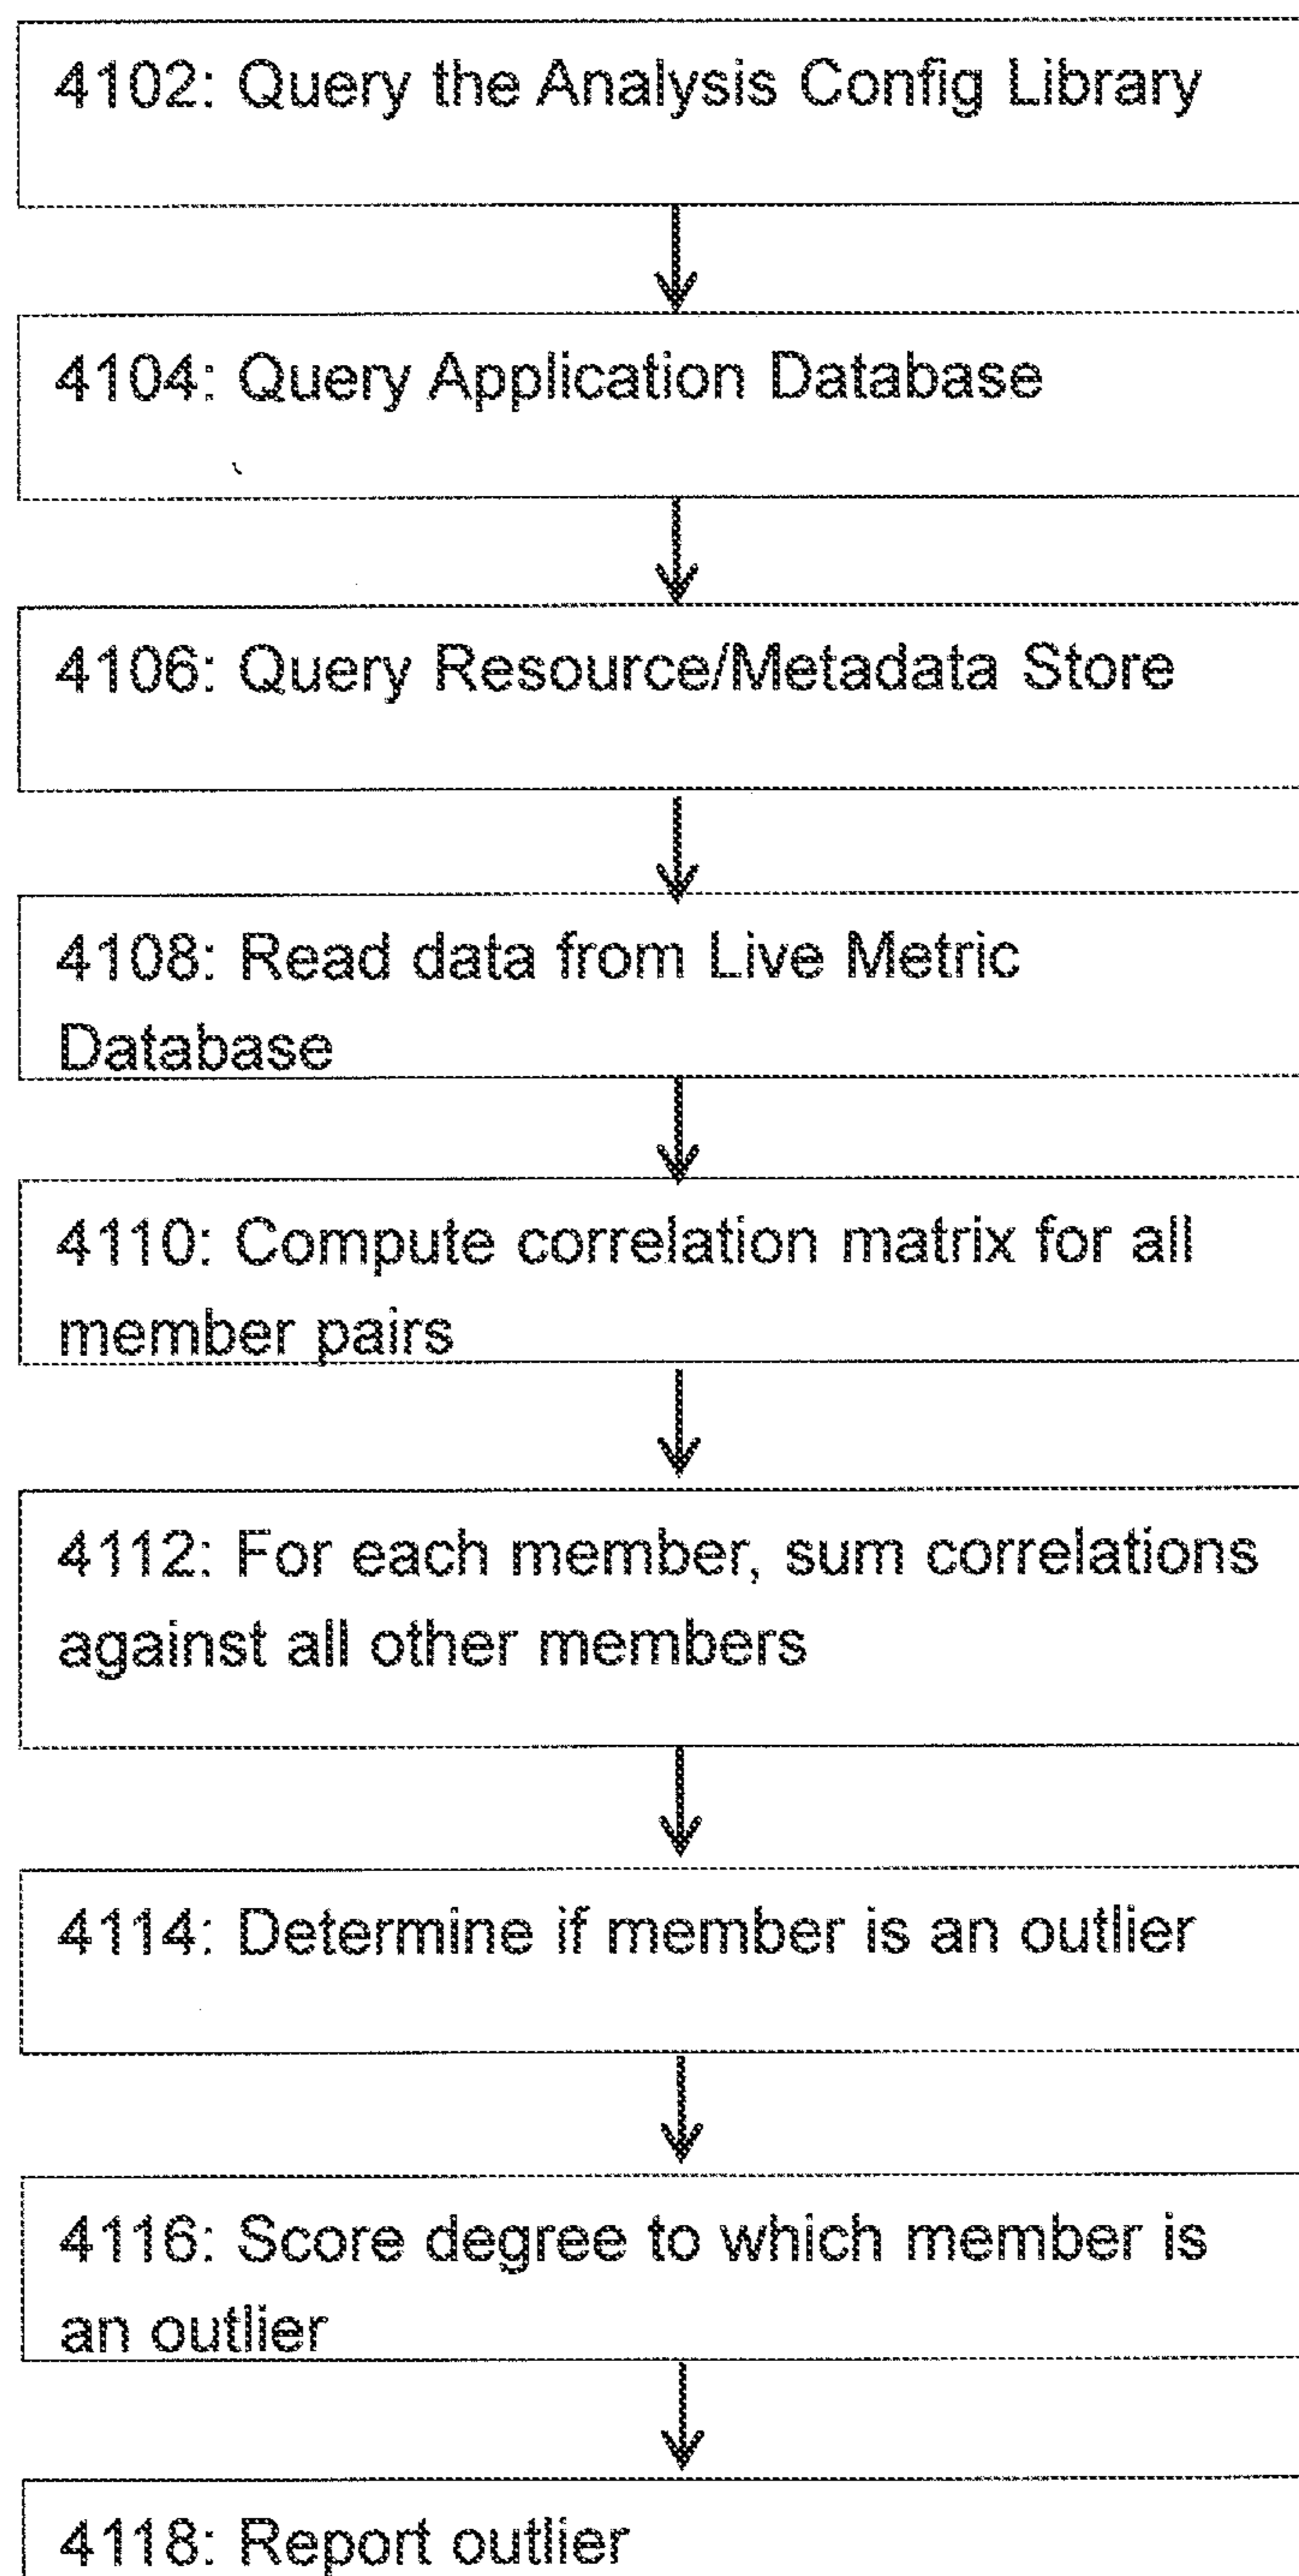 4102: Query the Analysis Config Library
4104: Query Application Database
4106: Query Resource/Metadata Store
4108: Read data from Live Metric
Database
4110: Compute correlation matrix for all
member pairs
4112: For each member, sum correlations
against all other members
4114: Determine if member is an outlier
4116: Score degree to which member is
an outlier
4118: Report outlier